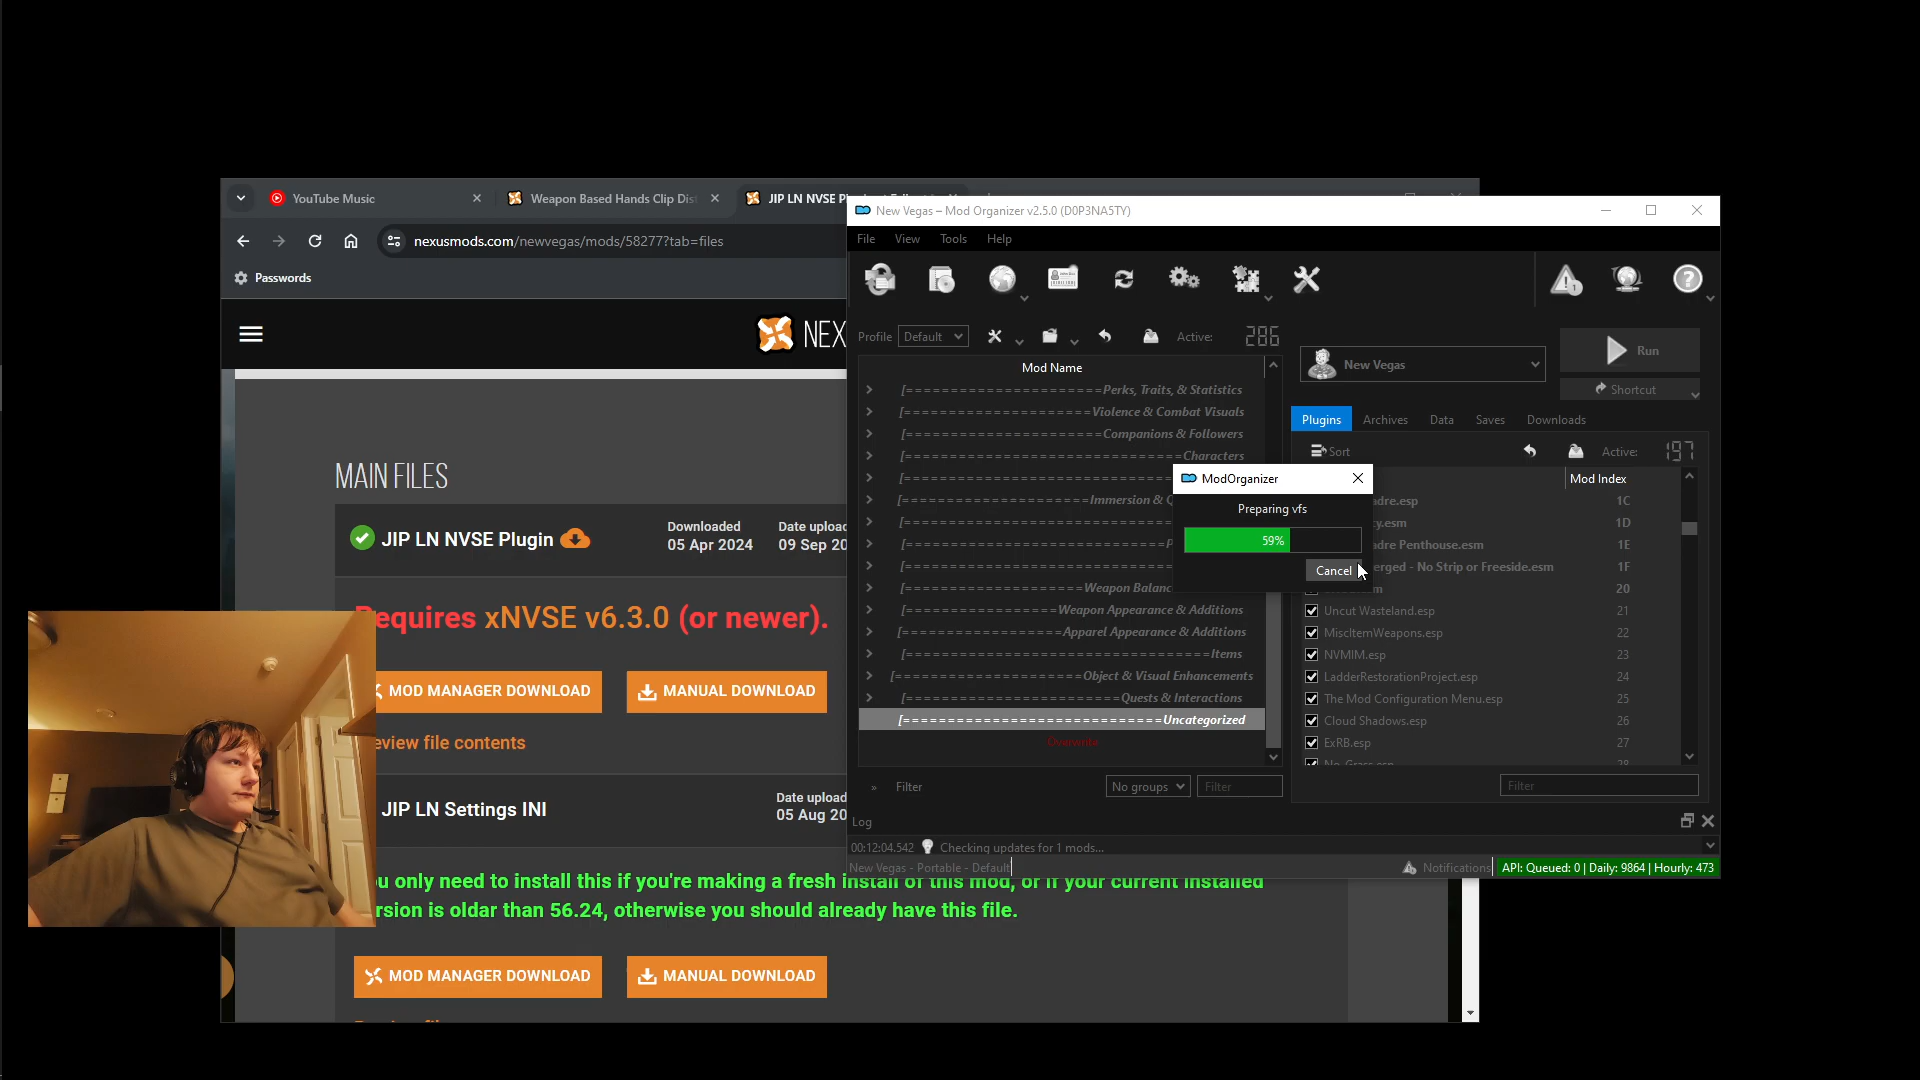 YouTube Music
Weapon Based Hands Clip Dis
JIP LN NVSE
nexusmods.com/newvegas/mods/58277?tab=files
Passwords
NEX
MAIN FILES
JIP LN NVSE Plugin
Downloaded
05 Apr 2024
Date uploa
09 Sep 20
equires xNVSE v6.3.0 (or newer).
MOD MANAGER DOWNLOAD
MANUAL DOWNLOAD
eview file contents
JIP LN Settings INI
Date upload
05 Aug 20
u only need to install this if you're making a fresh install of this mod, or if your current installed
rsion is oldar than 56.24, otherwise you should already have this file.
MOD MANAGER DOWNLOAD
MANUAL DOWNLOAD
New Vegas – Mod Organizer v2.5.0 (D0P3NA5TY)
File View Tools Help
Profile Default Active: 286
Mod Name
[======================Perks, Traits, & Statistics
[=====================Violence & Combat Visuals
[======================Companions & Followers
[===============================Characters
[=====================Immersion & Q
[====================Weapon Balanc
[=================Weapon Appearance & Additions
[==================Apparel Appearance & Additions
[==================================Items
[=====================Object & Visual Enhancements
[========================Quests & Interactions
[=============================Uncategorized
Overwrite
» Filter No groups Filter
New Vegas
Run
Shortcut
Plugins Archives Data Saves Downloads
Sort Active: 197
Mod Index
adre.esp 1C
y.esm 1D
adre Penthouse.esm 1E
erged - No Strip or Freeside.esm 1F
20
Uncut Wasteland.esp 21
MiscItemWeapons.esp 22
NVMIM.esp 23
LadderRestorationProject.esp 24
The Mod Configuration Menu.esp 25
Cloud Shadows.esp 26
ExRB.esp 27
No_Grass.esp 28
Filter
ModOrganizer
Preparing vfs
59%
Cancel
Log
00:12:04.542 Checking updates for 1 mods...
New Vegas - Portable - Default
Notifications
API: Queued: 0 | Daily: 9864 | Hourly: 473